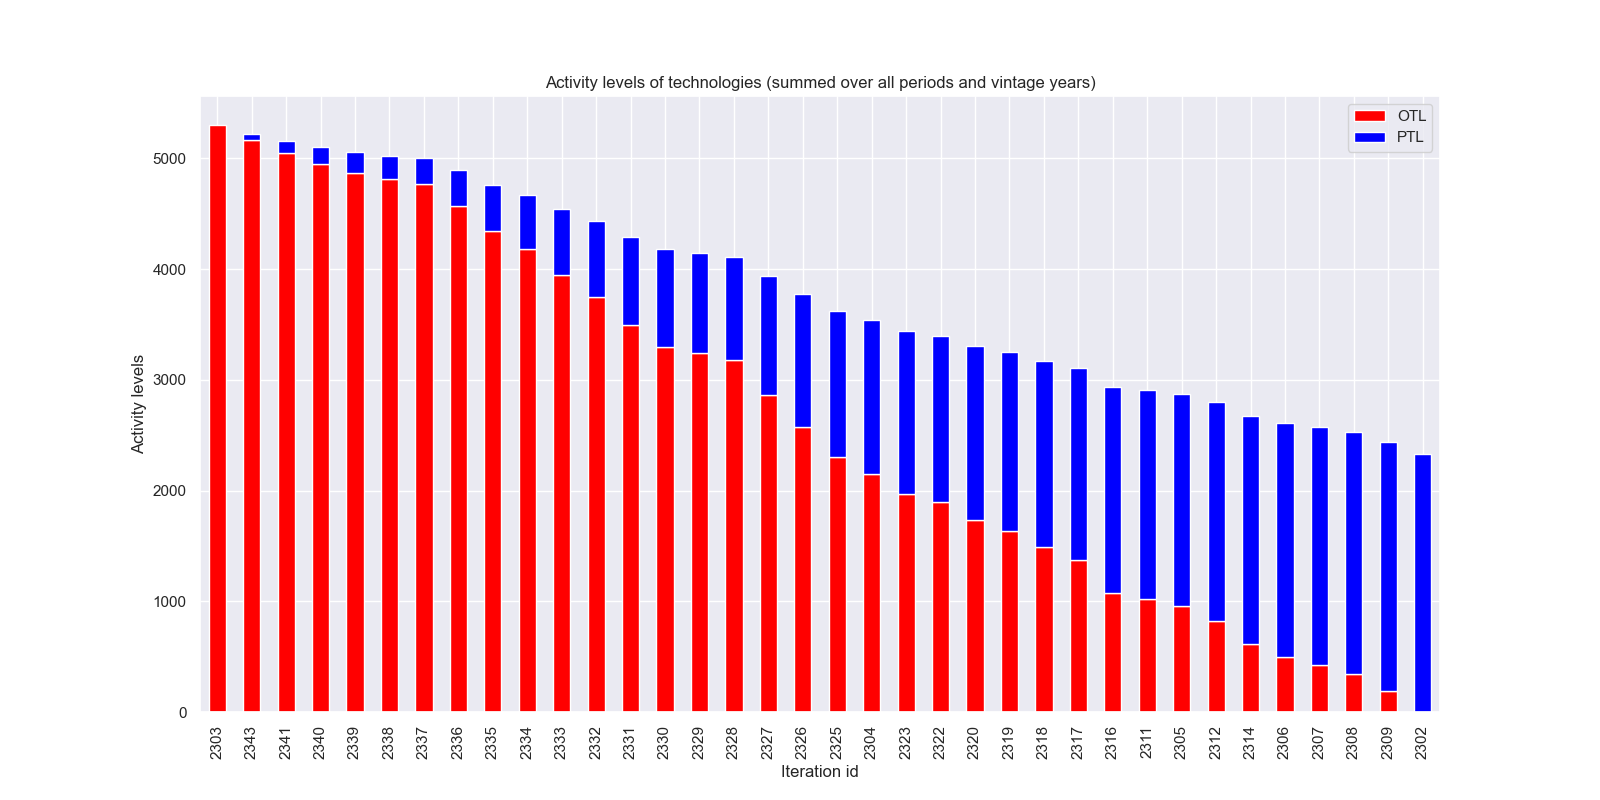 Activity levels of technologies (summed over all periods and vintage years)
OTL
PTL
5000
4000
3000
2000
1000
0
Activity levels
2303 2343 2341 2340 2339 2338 2337 2336 2335 2334 2333 2332 2331 2330 2329 2328 2327 2326 2325 2304 2323 2322 2320 2319 2318 2317 2316 2311 2305 2312 2314 2306 2307 2308 2309 2302
Iteration id